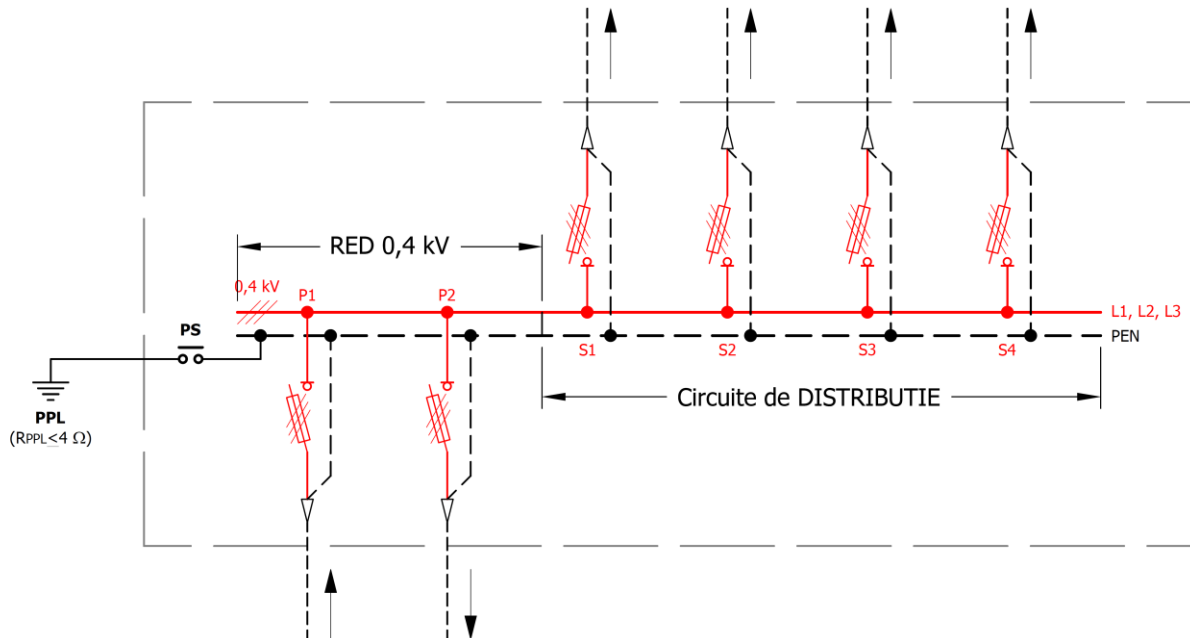 RED 0,4 kV
0,4 kV
P1
P2
L1, L2, L3
PS
PEN
S1
S2
S3
S4
Circuite de DISTRIBUTIE
PPL
(RPPL≤4 Ω)